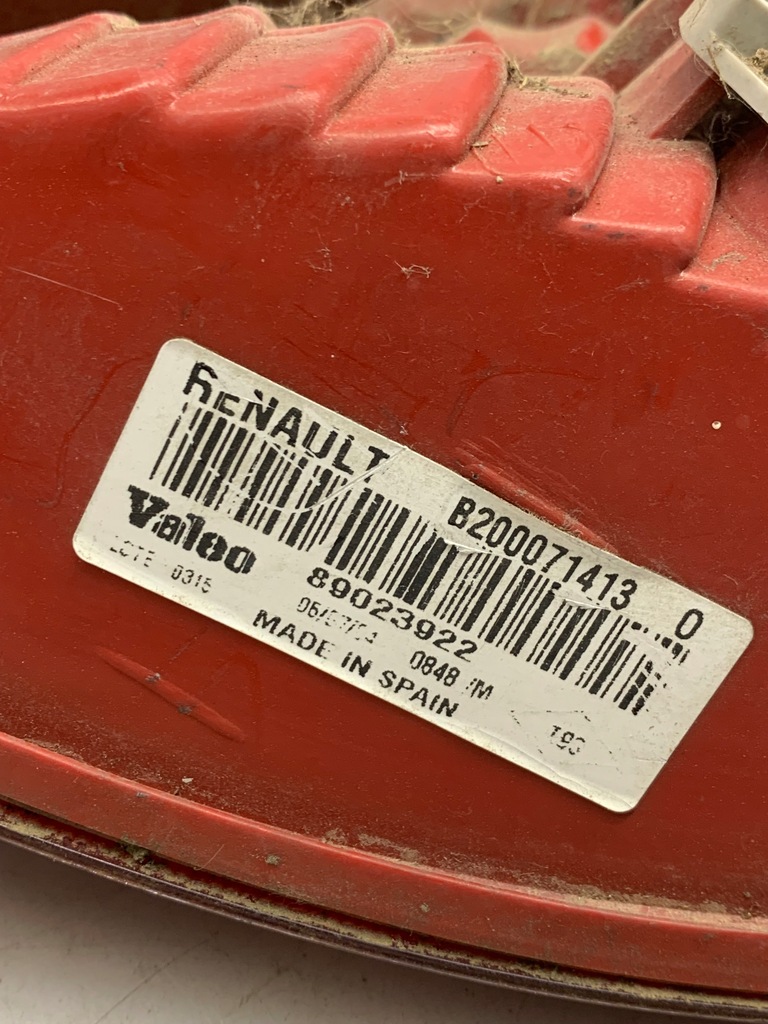 RENAULT
B200071413 0
Valeo
89023922
LOTE 0315
0848 /M
MADE IN SPAIN